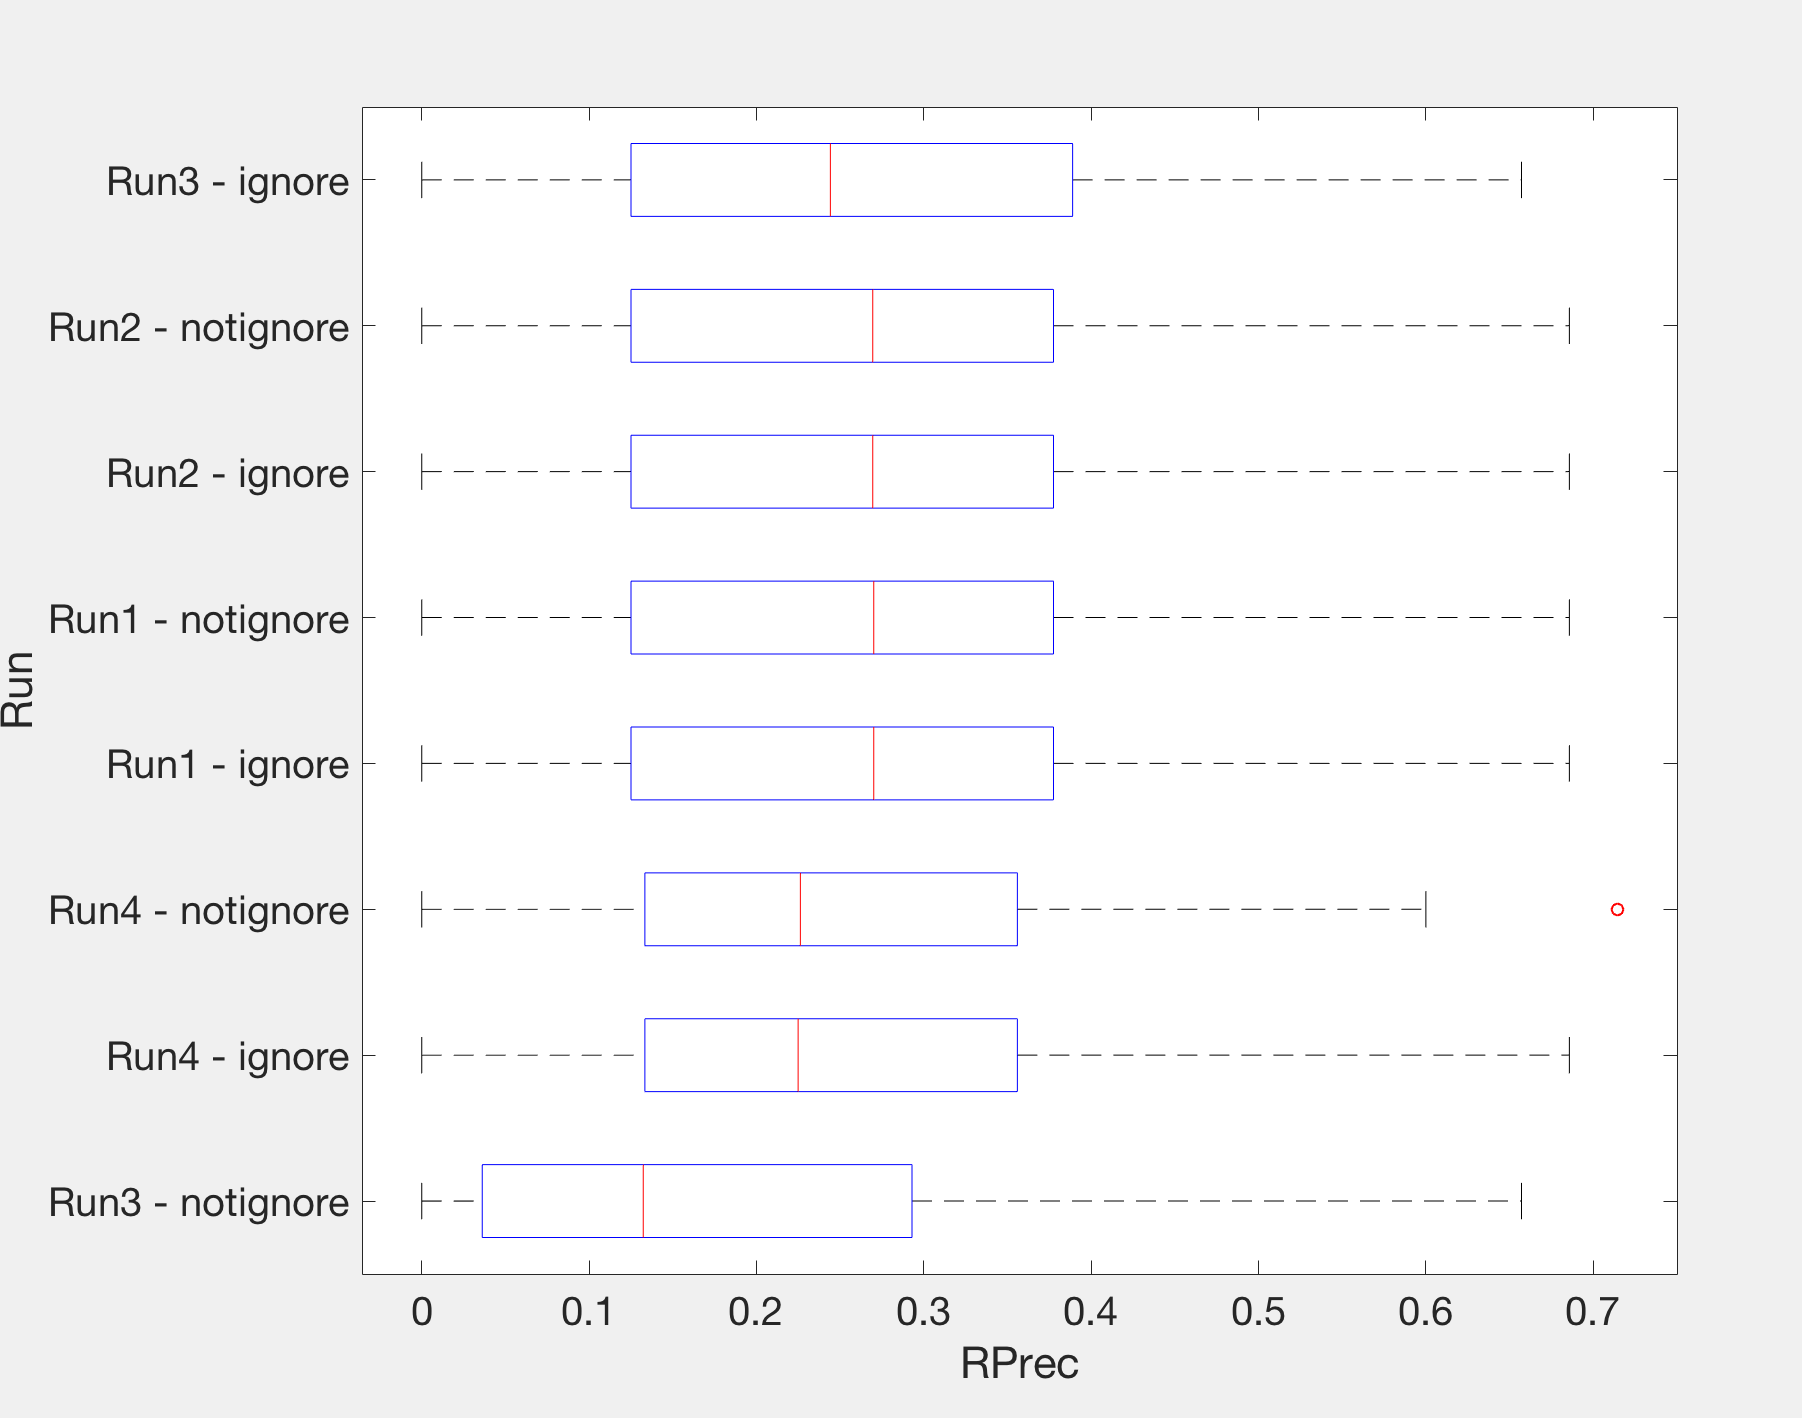 Run3 - ignore
Run2 - notignore
Run2 - ignore
Run1 - notignore
Run1 - ignore
Run4 - notignore
Run4 - ignore
Run3 - notignore
Run
0 0.1 0.2 0.3 0.4 0.5 0.6 0.7
RPrec